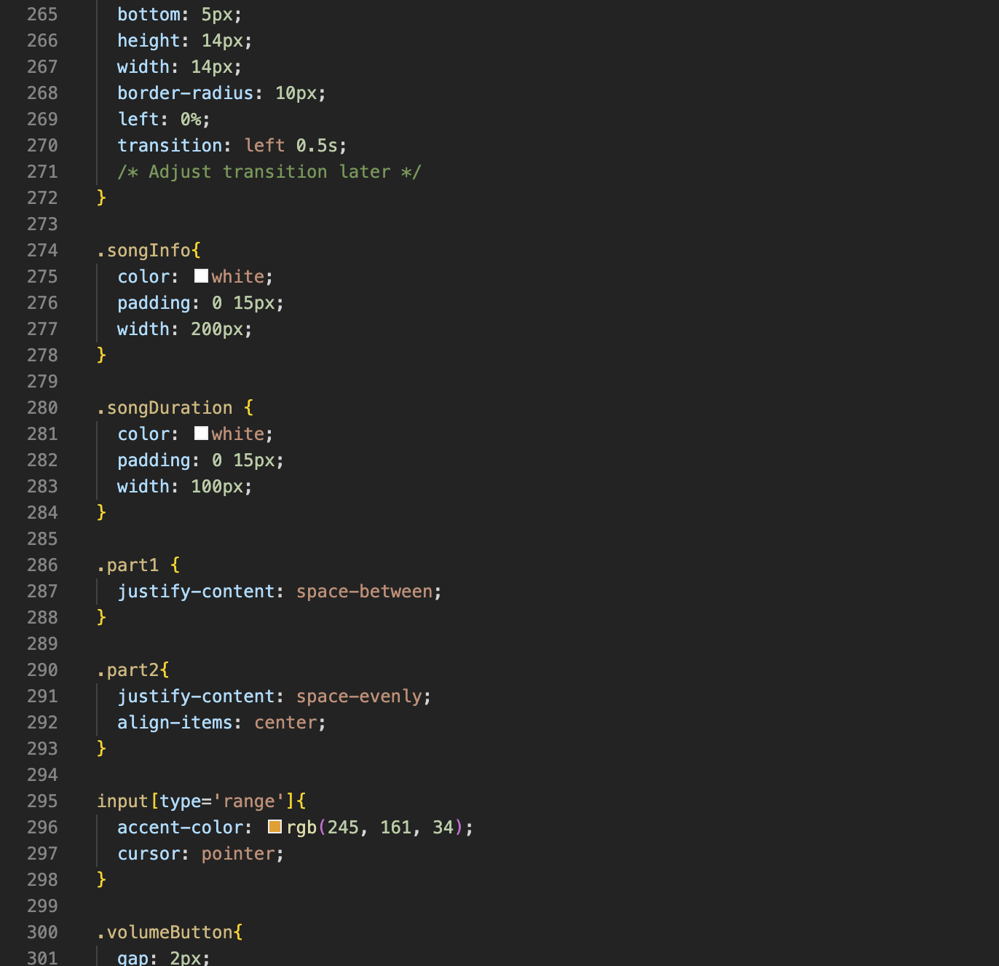 265 bottom: 5px;
266 height: 14px;
267 width: 14px;
268 border-radius: 10px;
269 left: 0%;
270 transition: left 0.5s;
271 /* Adjust transition later */
272 }
273
274 .songInfo{
275 color: white;
276 padding: 0 15px;
277 width: 200px;
278 }
279
280 .songDuration {
281 color: white;
282 padding: 0 15px;
283 width: 100px;
284 }
285
286 .part1 {
287 justify-content: space-between;
288 }
289
290 .part2{
291 justify-content: space-evenly;
292 align-items: center;
293 }
294
295 input[type='range']{
296 accent-color: rgb(245, 161, 34);
297 cursor: pointer;
298 }
299
300 .volumeButton{
301 gap: 2px;